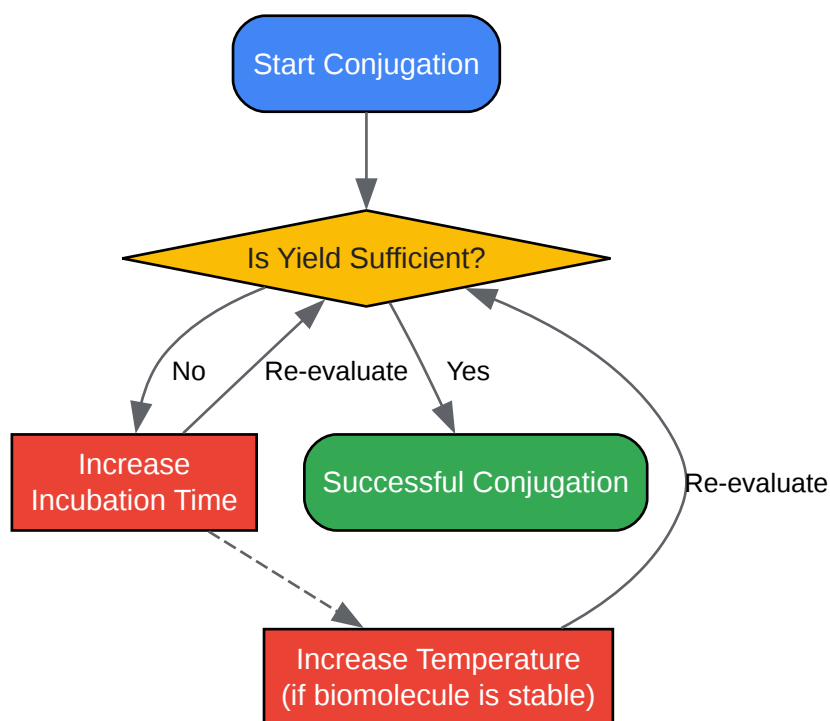 Start Conjugation
Is Yield Sufficient?
No
Re-evaluate
Yes
Increase
Incubation Time
Successful Conjugation
Re-evaluate
Increase Temperature
(if biomolecule is stable)